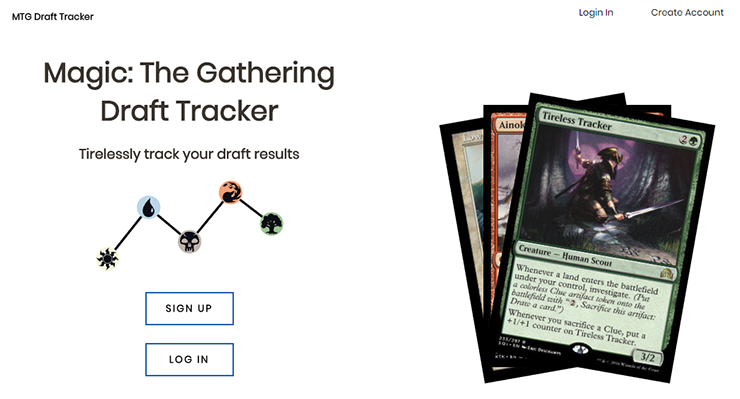 MTG Draft Tracker
Login In
Create Account
Magic: The Gathering
Draft Tracker
Tirelessly track your draft results
SIGN UP
LOG IN
Ainok
Tireless Tracker
2
Creature — Human Scout
Whenever a land enters the battlefield
under your control, investigate. (Put
a colorless Clue artifact token onto the
battlefield with "2, Sacrifice this artifact:
Draw a card.")
Whenever you sacrifice a Clue, put a
+1/+1 counter on Tireless Tracker.
3/2